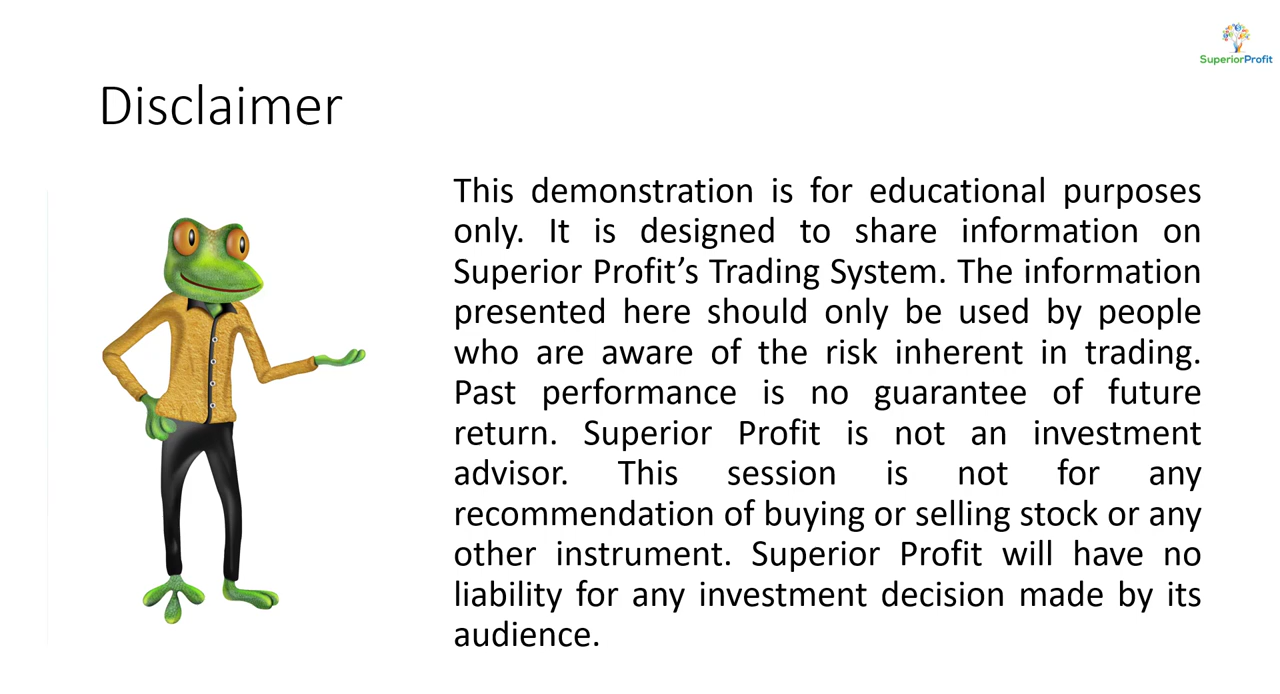 SuperiorProfit
Disclaimer
This demonstration is for educational purposes
only. It is designed to share information on
Superior Profit’s Trading System. The information
presented here should only be used by people
who are aware of the risk inherent in trading.
Past performance is no guarantee of future
return. Superior Profit is not an investment
advisor. This session is not for any
recommendation of buying or selling stock or any
other instrument. Superior Profit will have no
liability for any investment decision made by its
audience.